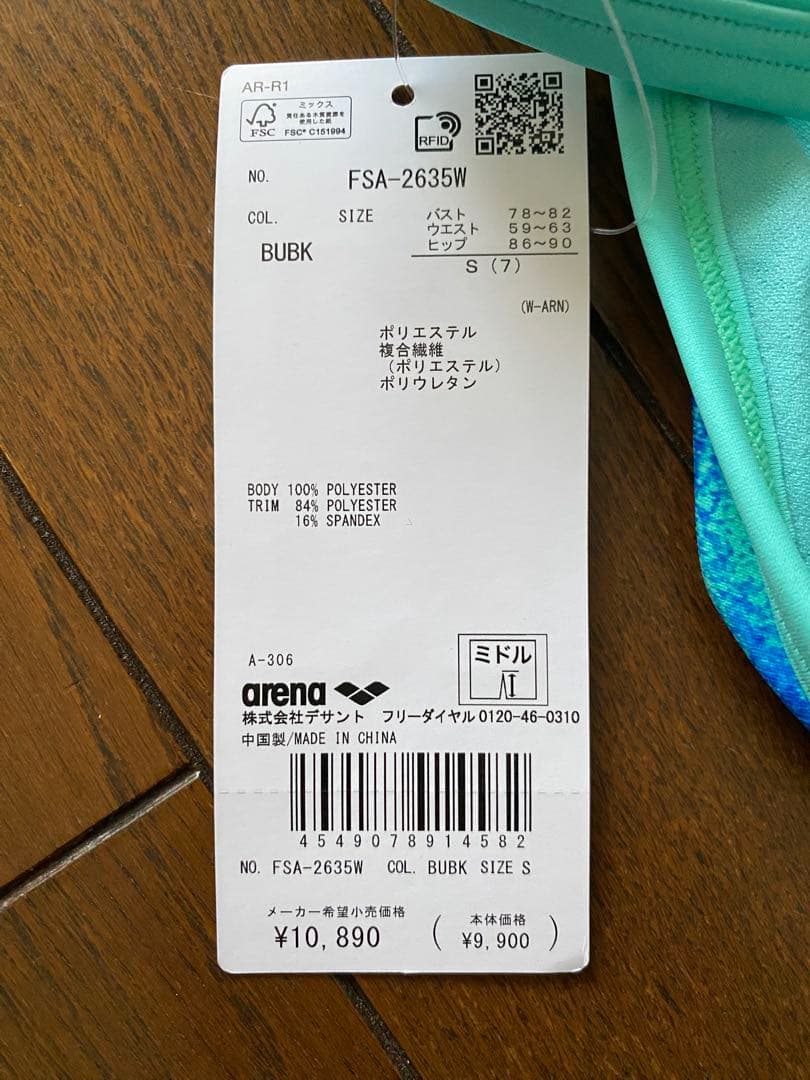 AR-R1
FSC
ミックス
責任ある木質資源を
使用した紙
FSC® C151994
RFID
NO. FSA-2635W
COL. SIZE
BUBK
バスト 78～82
ウエスト 59～63
ヒップ 86～90
S (7)
(W-ARN)
ポリエステル
複合繊維
(ポリエステル)
ポリウレタン
BODY 100% POLYESTER
TRIM 84% POLYESTER
16% SPANDEX
A-306
ミドル
arena
株式会社デサント フリーダイヤル 0120-46-0310
中国製/MADE IN CHINA
4549078914582
NO. FSA-2635W COL. BUBK SIZE S
メーカー希望小売価格
¥10,890
(本体価格
¥9,900)